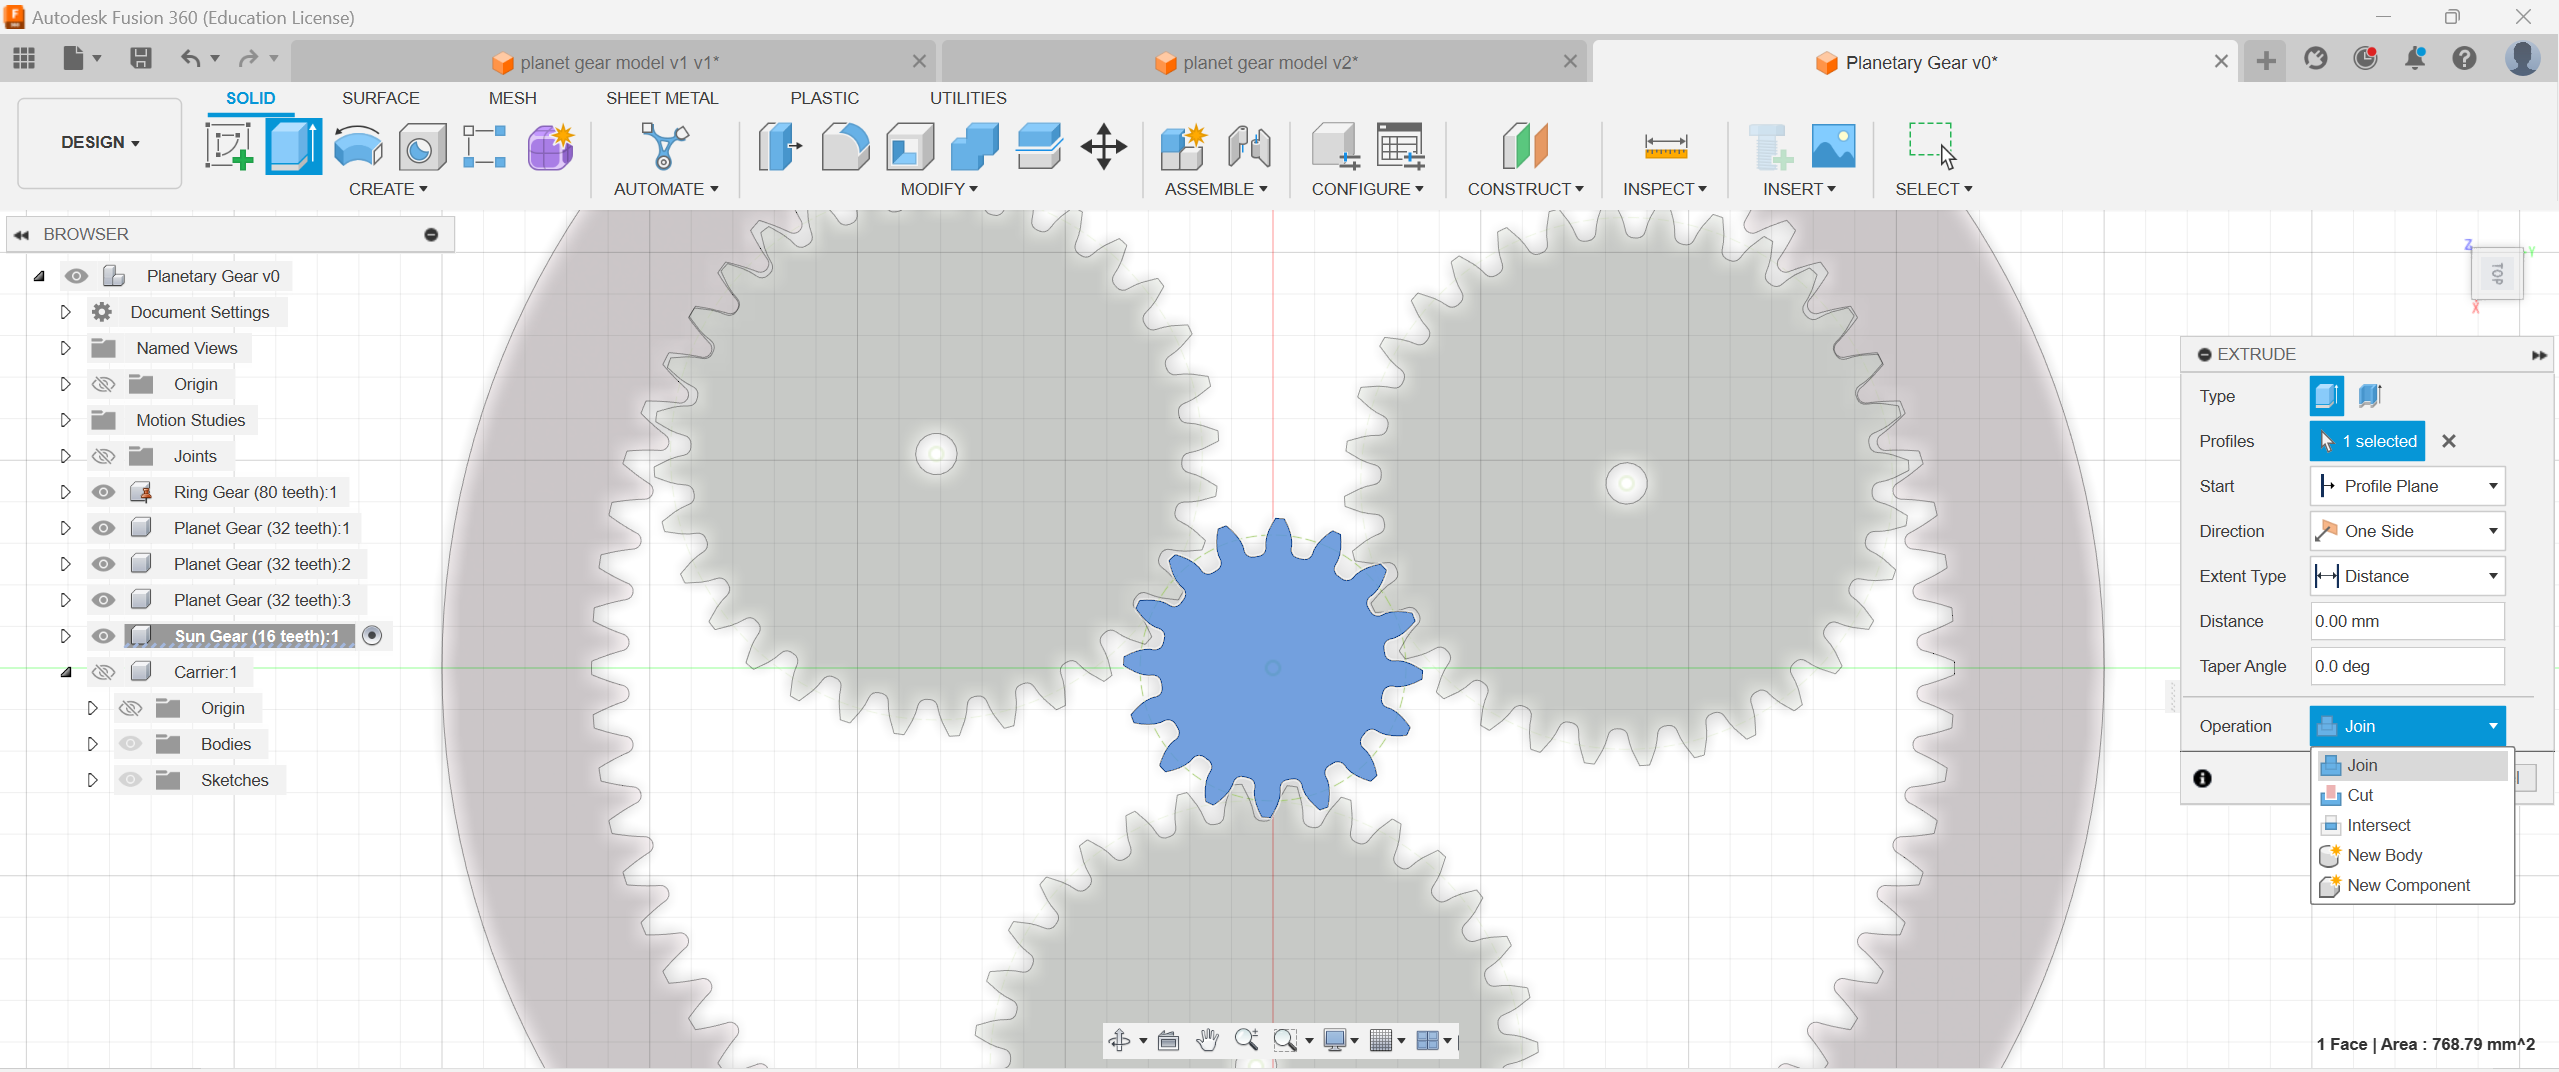 Autodesk Fusion 360 (Education License)
planet gear model v1 v1*
planet gear model v2*
Planetary Gear v0*
SOLID
SURFACE
MESH
SHEET METAL
PLASTIC
UTILITIES
DESIGN
CREATE
AUTOMATE
MODIFY
ASSEMBLE
CONFIGURE
CONSTRUCT
INSPECT
INSERT
SELECT
BROWSER
Planetary Gear v0
Document Settings
Named Views
Origin
Motion Studies
Joints
Ring Gear (80 teeth):1
Planet Gear (32 teeth):1
Planet Gear (32 teeth):2
Planet Gear (32 teeth):3
Sun Gear (16 teeth):1
Carrier:1
Origin
Bodies
Sketches
Z
Y
TOP
X
EXTRUDE
Type
Profiles 1 selected
Start Profile Plane
Direction One Side
Extent Type Distance
Distance 0.00 mm
Taper Angle 0.0 deg
Operation Join
Join
Cut
Intersect
New Body
New Component
1 Face | Area : 768.79 mm^2